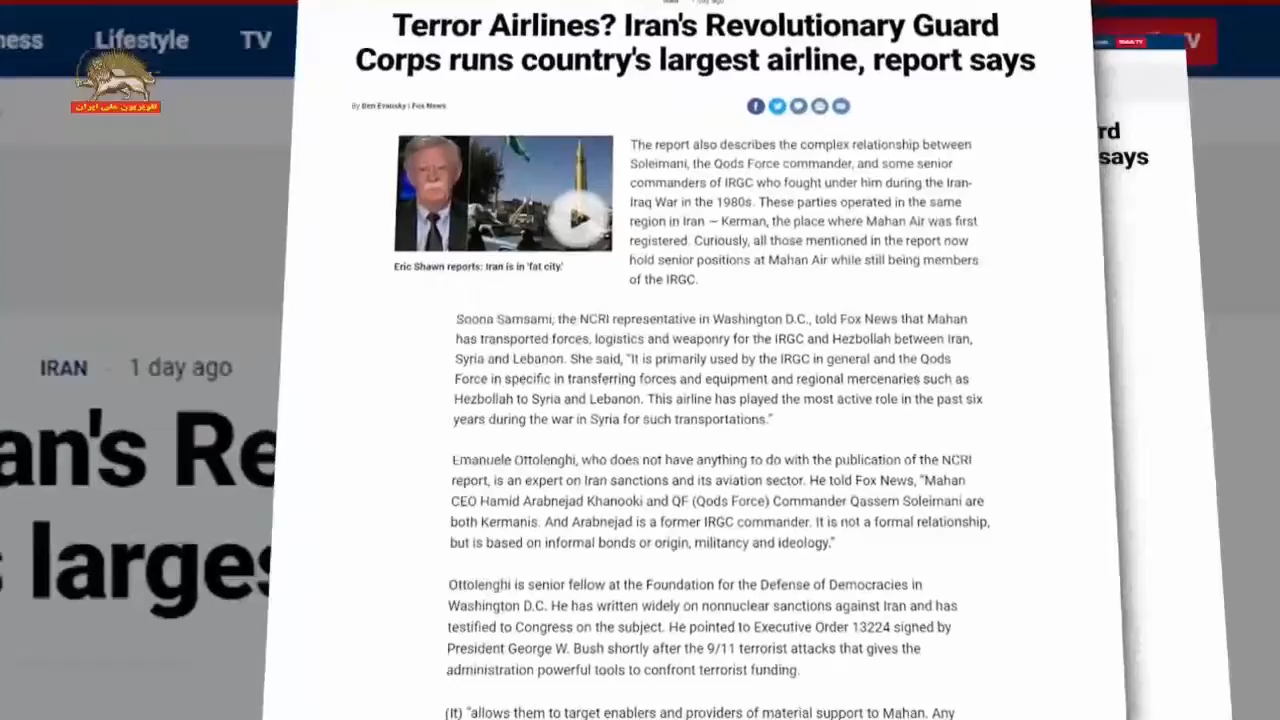 ness Lifestyle TV
تلویزیون ملی ایران
Terror Airlines? Iran's Revolutionary Guard
Corps runs country's largest airline, report says
By Ben Evansky | Fox News
The report also describes the complex relationship between
Soleimani, the Qods Force commander, and some senior
commanders of IRGC who fought under him during the Iran-
Iraq War in the 1980s. These parties operated in the same
region in Iran — Kerman, the place where Mahan Air was first
registered. Curiously, all those mentioned in the report now
hold senior positions at Mahan Air while still being members
of the IRGC.
Eric Shawn reports: Iran is in 'fat city.'
Soona Samsami, the NCRI representative in Washington D.C., told Fox News that Mahan
has transported forces, logistics and weaponry for the IRGC and Hezbollah between Iran,
Syria and Lebanon. She said, "It is primarily used by the IRGC in general and the Qods
Force in specific in transferring forces and equipment and regional mercenaries such as
Hezbollah to Syria and Lebanon. This airline has played the most active role in the past six
years during the war in Syria for such transportations."
Emanuele Ottolenghi, who does not have anything to do with the publication of the NCRI
report, is an expert on Iran sanctions and its aviation sector. He told Fox News, "Mahan
CEO Hamid Arabnejad Khanooki and QF (Qods Force) Commander Qassem Soleimani are
both Kermanis. And Arabnejad is a former IRGC commander. It is not a formal relationship,
but is based on informal bonds or origin, militancy and ideology."
Ottolenghi is senior fellow at the Foundation for the Defense of Democracies in
Washington D.C. He has written widely on nonnuclear sanctions against Iran and has
testified to Congress on the subject. He pointed to Executive Order 13224 signed by
President George W. Bush shortly after the 9/11 terrorist attacks that gives the
administration powerful tools to confront terrorist funding.
(It) "allows them to target enablers and providers of material support to Mahan. Any
IRAN 1 day ago
an's Re
s larges
rd
says